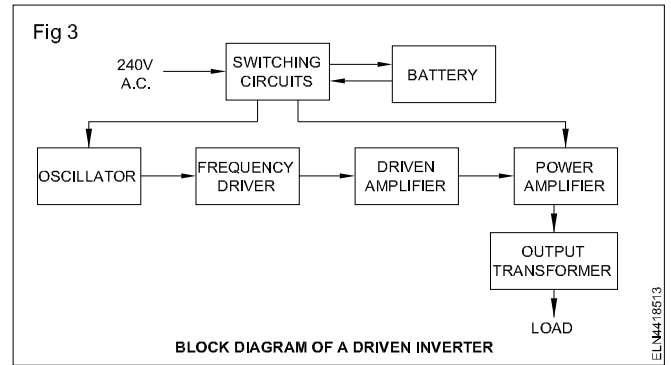 Fig 3
240V
A.C.
SWITCHING
CIRCUITS
BATTERY
OSCILLATOR
FREQUENCY
DRIVER
DRIVEN
AMPLIFIER
POWER
AMPLIFIER
OUTPUT
TRANSFORMER
LOAD
BLOCK DIAGRAM OF A DRIVEN INVERTER
ELN4418513